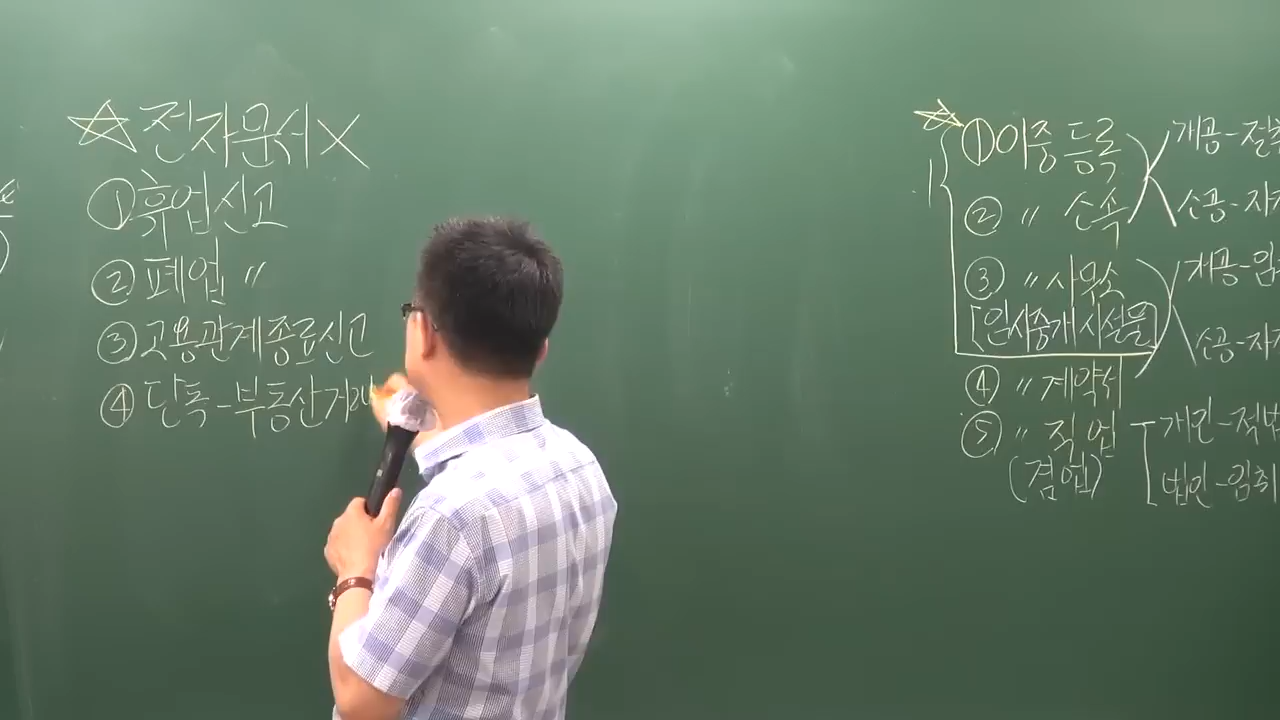 ☆전자문서 X
① 휴업신고
② 폐업 〃
③ 고용관계종료신고
④ 단독-부동산거래
☆ ① 이중등록
개공-절
② 〃 소속
소공-자
③ 〃 사무소
[임시중개시설물]
개공-임
소공-자
④ 〃 계약서
⑤ 〃 직업
(겸업)
개인-
법인-임취